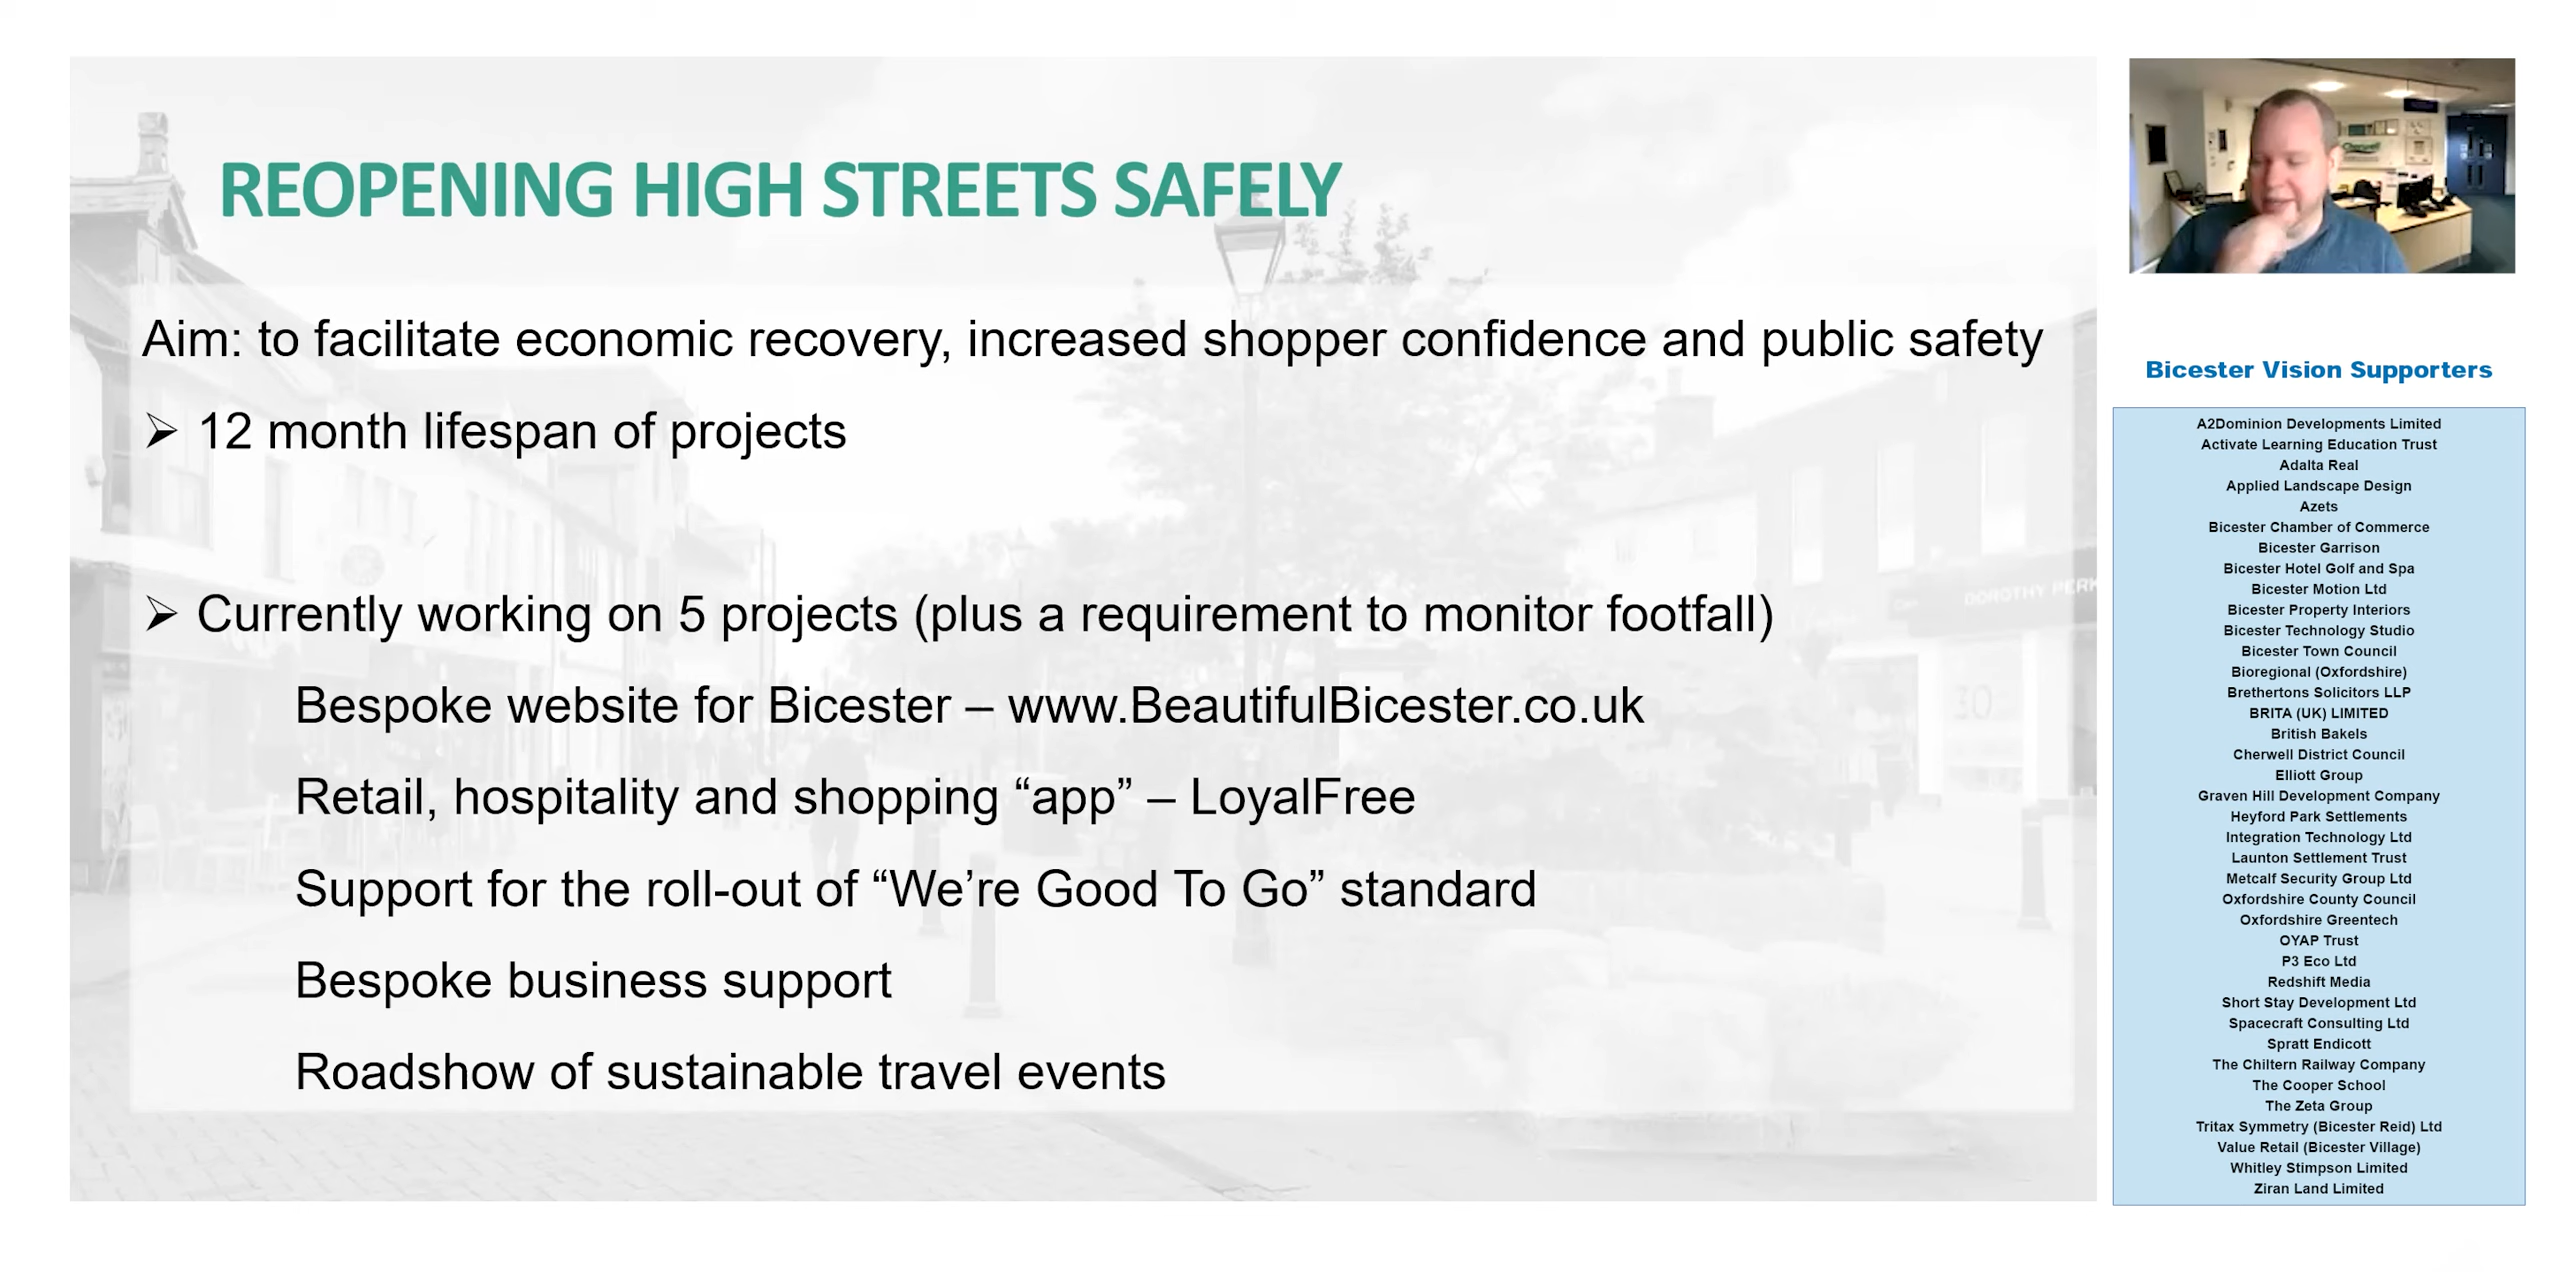 REOPENING HIGH STREETS SAFELY
Aim: to facilitate economic recovery, increased shopper confidence and public safety
➢ 12 month lifespan of projects
➢ Currently working on 5 projects (plus a requirement to monitor footfall)
Bespoke website for Bicester – www.BeautifulBicester.co.uk
Retail, hospitality and shopping “app” – LoyalFree
Support for the roll-out of “We’re Good To Go” standard
Bespoke business support
Roadshow of sustainable travel events
DOROTHY PERK
30
Cherwell
Bicester Vision Supporters
A2Dominion Developments Limited
Activate Learning Education Trust
Adalta Real
Applied Landscape Design
Azets
Bicester Chamber of Commerce
Bicester Garrison
Bicester Hotel Golf and Spa
Bicester Motion Ltd
Bicester Property Interiors
Bicester Technology Studio
Bicester Town Council
Bioregional (Oxfordshire)
Brethertons Solicitors LLP
BRITA (UK) LIMITED
British Bakels
Cherwell District Council
Elliott Group
Graven Hill Development Company
Heyford Park Settlements
Integration Technology Ltd
Launton Settlement Trust
Metcalf Security Group Ltd
Oxfordshire County Council
Oxfordshire Greentech
OYAP Trust
P3 Eco Ltd
Redshift Media
Short Stay Development Ltd
Spacecraft Consulting Ltd
Spratt Endicott
The Chiltern Railway Company
The Cooper School
The Zeta Group
Tritax Symmetry (Bicester Reid) Ltd
Value Retail (Bicester Village)
Whitley Stimpson Limited
Ziran Land Limited